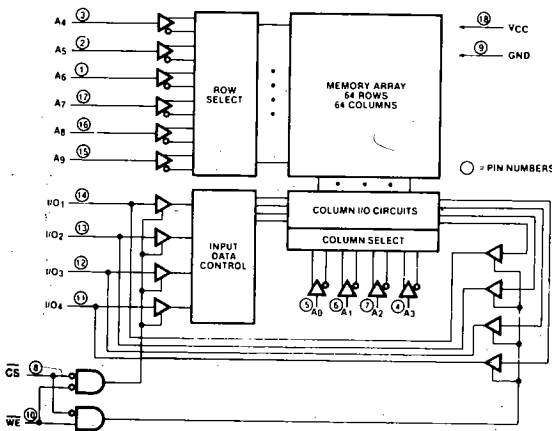 A4 3
A5 2
A6 1
A7 17
A8 16
A9 15
ROW
SELECT
MEMORY ARRAY
64 ROWS
64 COLUMNS
18 VCC
9 GND
= PIN NUMBERS
I/O1 14
I/O2 13
I/O3 12
I/O4 11
INPUT
DATA
CONTROL
COLUMN I/O CIRCUITS
COLUMN SELECT
5 A0
6 A1
7 A2
4 A3
CS 8
WE 10